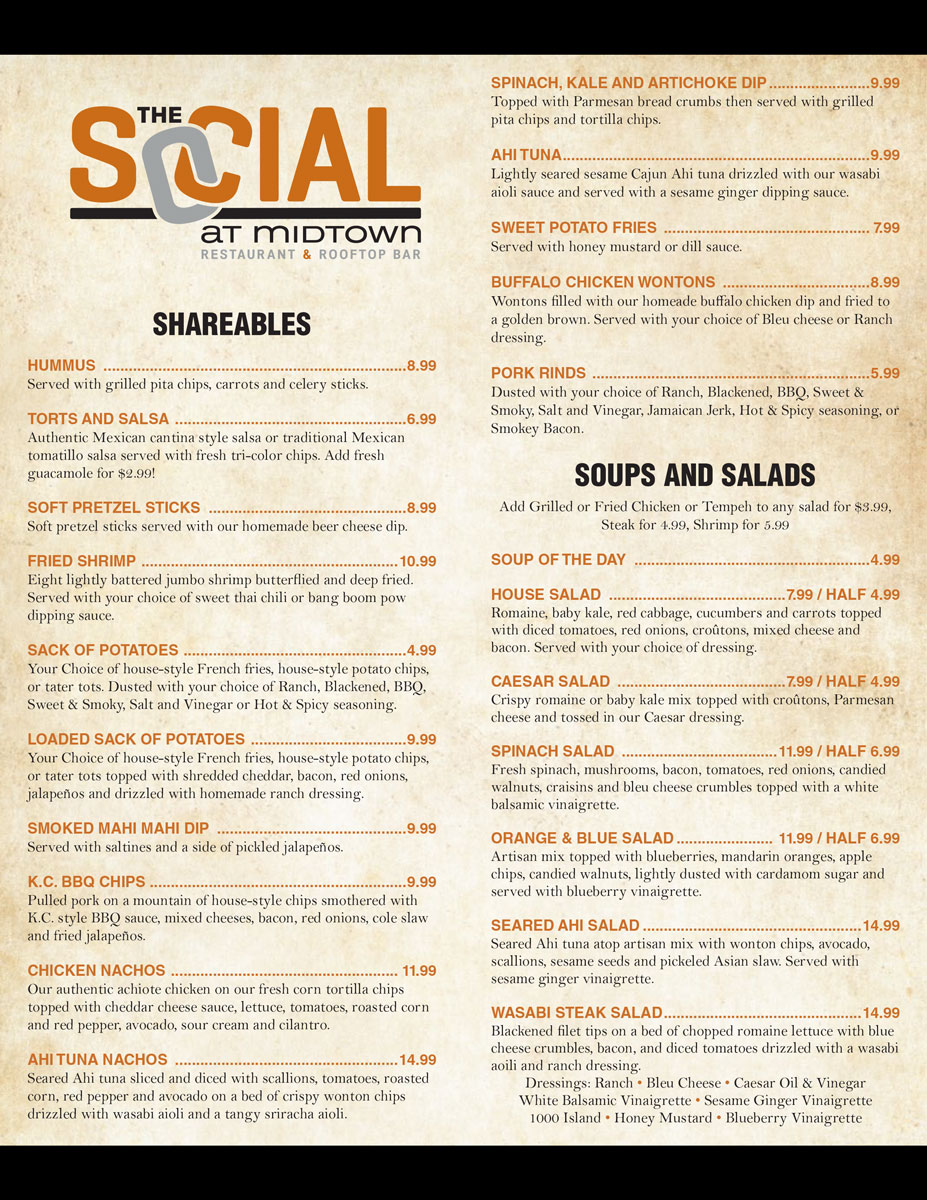 THE
SOCIAL
AT MIDTOWN
RESTAURANT & ROOFTOP BAR
SHAREABLES
HUMMUS ........................................................................8.99
Served with grilled pita chips, carrots and celery sticks.
TORTS AND SALSA .......................................................6.99
Authentic Mexican cantina style salsa or traditional Mexican
tomatillo salsa served with fresh tri-color chips. Add fresh
guacamole for $2.99!
SOFT PRETZEL STICKS ...............................................8.99
Soft pretzel sticks served with our homemade beer cheese dip.
FRIED SHRIMP .............................................................10.99
Eight lightly battered jumbo shrimp butterflied and deep fried.
Served with your choice of sweet thai chili or bang boom pow
dipping sauce.
SACK OF POTATOES .....................................................4.99
Your Choice of house-style French fries, house-style potato chips,
or tater tots. Dusted with your choice of Ranch, Blackened, BBQ,
Sweet & Smoky, Salt and Vinegar or Hot & Spicy seasoning.
LOADED SACK OF POTATOES .....................................9.99
Your Choice of house-style French fries, house-style potato chips,
or tater tots topped with shredded cheddar, bacon, red onions,
jalapeños and drizzled with homemade ranch dressing.
SMOKED MAHI MAHI DIP .............................................9.99
Served with saltines and a side of pickled jalapeños.
K.C. BBQ CHIPS .............................................................9.99
Pulled pork on a mountain of house-style chips smothered with
K.C. style BBQ sauce, mixed cheeses, bacon, red onions, cole slaw
and fried jalapeños.
CHICKEN NACHOS ...................................................... 11.99
Our authentic achiote chicken on our fresh corn tortilla chips
topped with cheddar cheese sauce, lettuce, tomatoes, roasted corn
and red pepper, avocado, sour cream and cilantro.
AHI TUNA NACHOS .....................................................14.99
Seared Ahi tuna sliced and diced with scallions, tomatoes, roasted
corn, red pepper and avocado on a bed of crispy wonton chips
drizzled with wasabi aioli and a tangy sriracha aioli.
SPINACH, KALE AND ARTICHOKE DIP ........................9.99
Topped with Parmesan bread crumbs then served with grilled
pita chips and tortilla chips.
AHI TUNA.........................................................................9.99
Lightly seared sesame Cajun Ahi tuna drizzled with our wasabi
aioli sauce and served with a sesame ginger dipping sauce.
SWEET POTATO FRIES ................................................. 7.99
Served with honey mustard or dill sauce.
BUFFALO CHICKEN WONTONS ...................................8.99
Wontons filled with our homeade buffalo chicken dip and fried to
a golden brown. Served with your choice of Bleu cheese or Ranch
dressing.
PORK RINDS ..................................................................5.99
Dusted with your choice of Ranch, Blackened, BBQ, Sweet &
Smoky, Salt and Vinegar, Jamaican Jerk, Hot & Spicy seasoning, or
Smokey Bacon.
SOUPS AND SALADS
Add Grilled or Fried Chicken or Tempeh to any salad for $3.99,
Steak for 4.99, Shrimp for 5.99
SOUP OF THE DAY ........................................................4.99
HOUSE SALAD ..........................................7.99 / HALF 4.99
Romaine, baby kale, red cabbage, cucumbers and carrots topped
with diced tomatoes, red onions, croûtons, mixed cheese and
bacon. Served with your choice of dressing.
CAESAR SALAD ........................................7.99 / HALF 4.99
Crispy romaine or baby kale mix topped with croûtons, Parmesan
cheese and tossed in our Caesar dressing.
SPINACH SALAD .....................................11.99 / HALF 6.99
Fresh spinach, mushrooms, bacon, tomatoes, red onions, candied
walnuts, craisins and bleu cheese crumbles topped with a white
balsamic vinaigrette.
ORANGE & BLUE SALAD ....................... 11.99 / HALF 6.99
Artisan mix topped with blueberries, mandarin oranges, apple
chips, candied walnuts, lightly dusted with cardamom sugar and
served with blueberry vinaigrette.
SEARED AHI SALAD ....................................................14.99
Seared Ahi tuna atop artisan mix with wonton chips, avocado,
scallions, sesame seeds and pickeled Asian slaw. Served with
sesame ginger vinaigrette.
WASABI STEAK SALAD...............................................14.99
Blackened filet tips on a bed of chopped romaine lettuce with blue
cheese crumbles, bacon, and diced tomatoes drizzled with a wasabi
aoili and ranch dressing.
Dressings: Ranch • Bleu Cheese • Caesar Oil & Vinegar
White Balsamic Vinaigrette • Sesame Ginger Vinaigrette
1000 Island • Honey Mustard • Blueberry Vinaigrette